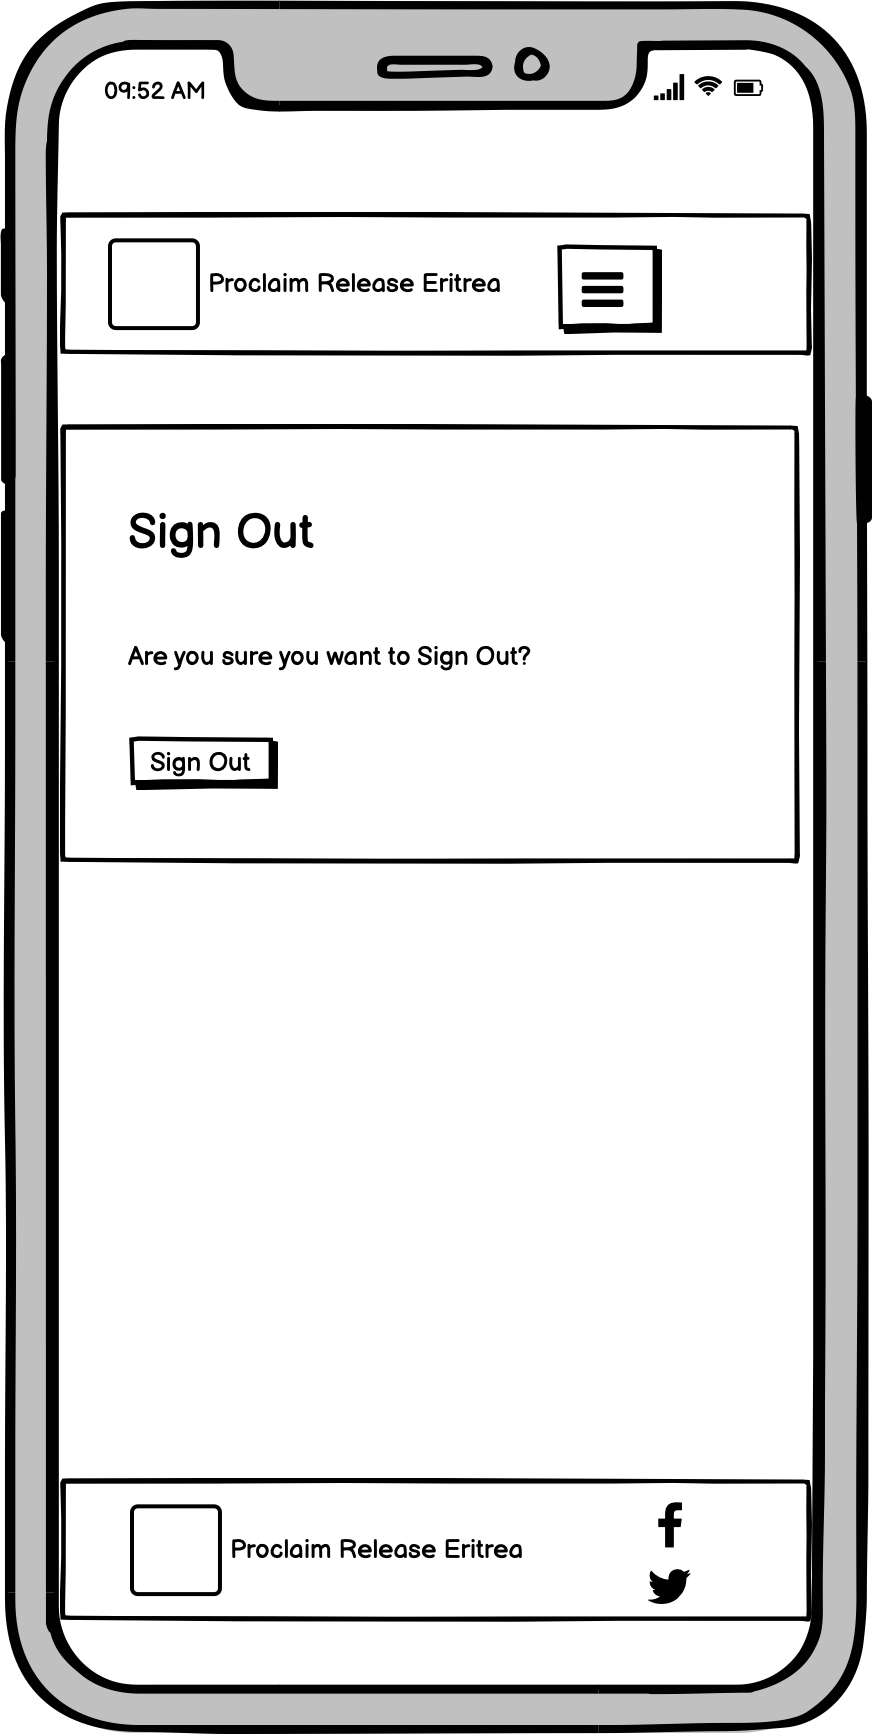 09:52 AM
Proclaim Release Eritrea
Sign Out
Are you sure you want to Sign Out?
Sign Out
Proclaim Release Eritrea